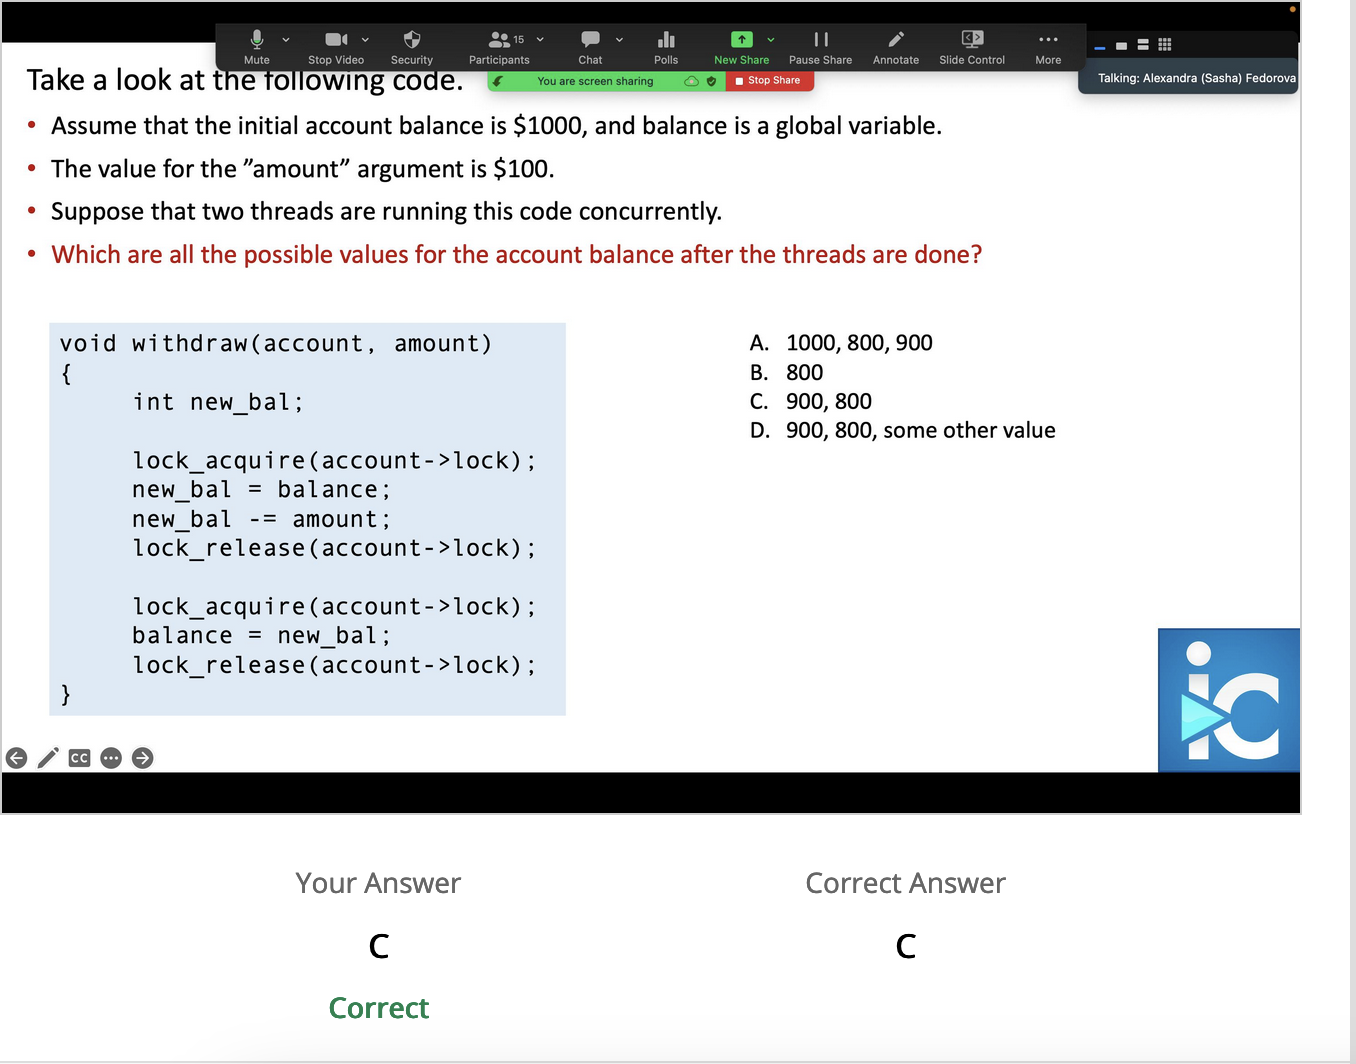 Mute
Stop Video
Security
15
Participants
Chat
Polls
New Share
Pause Share
Annotate
Slide Control
More
You are screen sharing
Stop Share
Talking: Alexandra (Sasha) Fedorova
Take a look at the following code.
• Assume that the initial account balance is $1000, and balance is a global variable.
• The value for the ”amount” argument is $100.
• Suppose that two threads are running this code concurrently.
• Which are all the possible values for the account balance after the threads are done?
void withdraw(account, amount)
{
int new_bal;
lock_acquire(account->lock);
new_bal = balance;
new_bal -= amount;
lock_release(account->lock);
lock_acquire(account->lock);
balance = new_bal;
lock_release(account->lock);
}
A. 1000, 800, 900
B. 800
C. 900, 800
D. 900, 800, some other value
iC
CC
Your Answer
C
Correct
Correct Answer
C